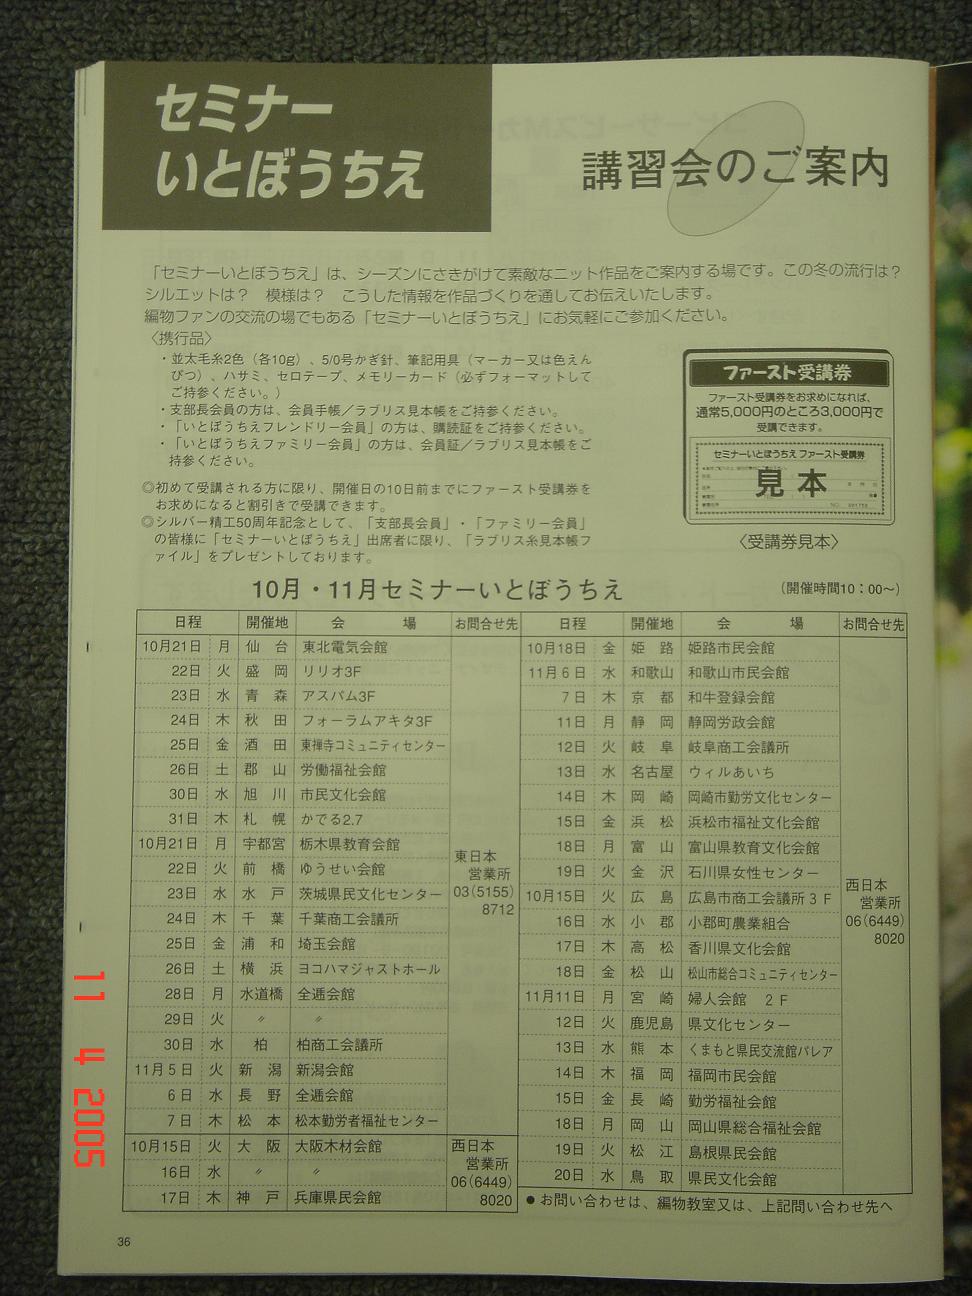 セミナー
いとぼうちえ
講習会のご案内
「セミナーいとぼうちえ」は、シーズンにさきがけて素敵なニット作品をご案内する場です。この冬の流行は?
シルエットは? 模様は? こうした情報を作品づくりを通してお伝えいたします。
編物ファンの交流の場でもある「セミナーいとぼうちえ」にお気軽にご参加ください。
〈携行品〉
・並太毛糸2色(各10g)、5/0号かぎ針、筆記用具(マーカー又は色えん
ぴつ)、ハサミ、セロテープ、メモリーカード(必ずフォーマットして
ご持参ください。)
・支部長会員の方は、会員手帳/ラブリス見本帳をご持参ください。
・「いとぼうちえフレンドリー会員」の方は、購読証をご持参ください。
・「いとぼうちえファミリー会員」の方は、会員証/ラブリス見本帳をご
持参ください。
◎初めて受講される方に限り、開催日の10日前までにファースト受講券を
お求めになると割引きで受講できます。
◎シルバー精工50周年記念として、「支部長会員」・「ファミリー会員」
の皆様に「セミナーいとぼうちえ」出席者に限り、「ラブリス糸見本帳フ
ァイル」をプレゼントしております。
ファースト受講券
ファースト受講券をお求めになれば、
通常5,000円のところ3,000円で
受講できます。
セミナーいとぼうちえ ファースト受講券
見本
〈受講券見本〉
10月・11月セミナーいとぼうちえ
(開催時間10:00~)
日程 開催地 会 場 お問合せ先
10月21日 月 仙 台 東北電気会館
22日 火 盛 岡 リリオ3F
23日 水 青 森 アスパム3F
24日 木 秋 田 フォーラムアキタ3F
25日 金 酒 田 東禅寺コミュニティセンター
26日 土 郡 山 労働福祉会館
30日 水 旭 川 市民文化会館
31日 木 札 幌 かでる2.7
10月21日 月 宇都宮 栃木県教育会館
22日 火 前 橋 ゆうせい会館
23日 水 水 戸 茨城県民文化センター
24日 木 千 葉 千葉商工会議所
25日 金 浦 和 埼玉会館
26日 土 横 浜 ヨコハマジャストホール
28日 月 水道橋 全逓会館
29日 火 〃 〃
30日 水 柏 柏商工会議所
11月5日 火 新 潟 新潟会館
6日 水 長 野 全逓会館
7日 木 松 本 松本勤労者福祉センター
東日本
営業所
03(5155)
8712
10月15日 火 大 阪 大阪木材会館
16日 水 〃 〃
17日 木 神 戸 兵庫県民会館
西日本
営業所
06(6449)
8020
日程 開催地 会 場 お問合せ先
10月18日 金 姫 路 姫路市民会館
11月6日 水 和歌山 和歌山市民会館
7日 木 京 都 和牛登録会館
11日 月 静 岡 静岡労政会館
12日 火 岐 阜 岐阜商工会議所
13日 水 名古屋 ウィルあいち
14日 木 岡 崎 岡崎市勤労文化センター
15日 金 浜 松 浜松市福祉文化会館
18日 月 富 山 富山県教育文化会館
19日 火 金 沢 石川県女性センター
10月15日 火 広 島 広島市商工会議所3F
16日 水 小 郡 小郡町農業組合
17日 木 高 松 香川県文化会館
18日 金 松 山 松山市総合コミュニティセンター
11月11日 月 宮 崎 婦人会館 2F
12日 火 鹿児島 県文化センター
13日 水 熊 本 くまもと県民交流館パレア
14日 木 福 岡 福岡市民会館
15日 金 長 崎 勤労福祉会館
18日 月 岡 山 岡山県総合福祉会館
19日 火 松 江 島根県民会館
20日 水 鳥 取 県民文化会館
西日本
営業所
06(6449)
8020
●お問い合わせは、編物教室又は、上記問い合わせ先へ
36
11 4 2005